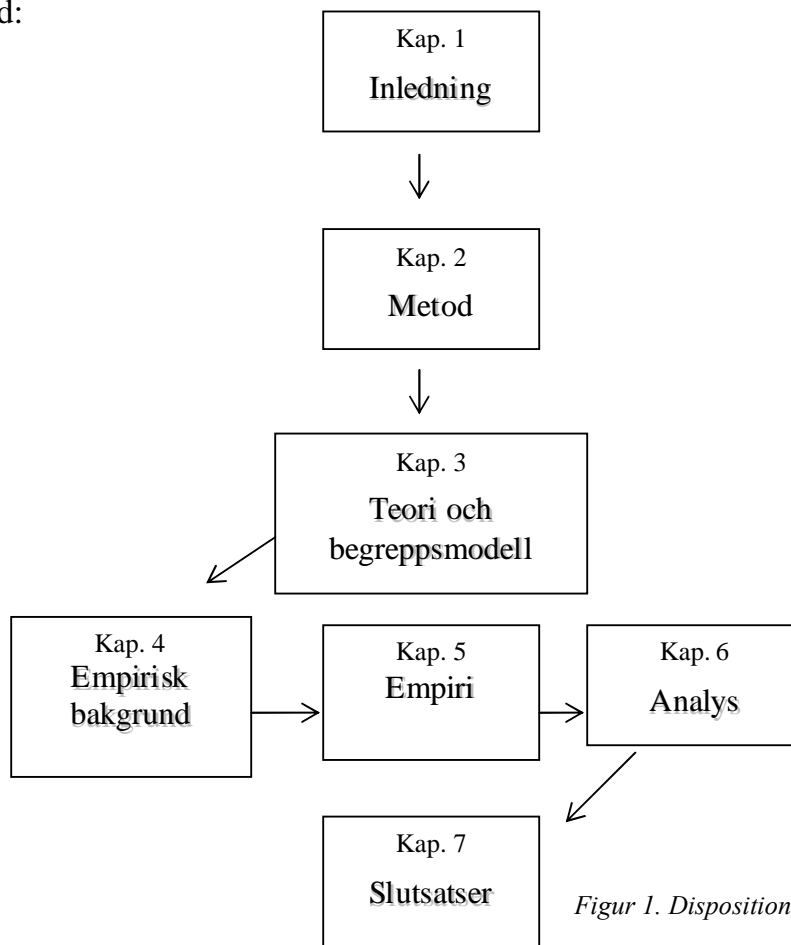 d:
Kap. 1
Inledning
Kap. 2
Metod
Kap. 3
Teori och
begreppsmodell
Kap. 4
Empirisk
bakgrund
Kap. 5
Empiri
Kap. 6
Analys
Kap. 7
Slutsatser
Figur 1. Disposition